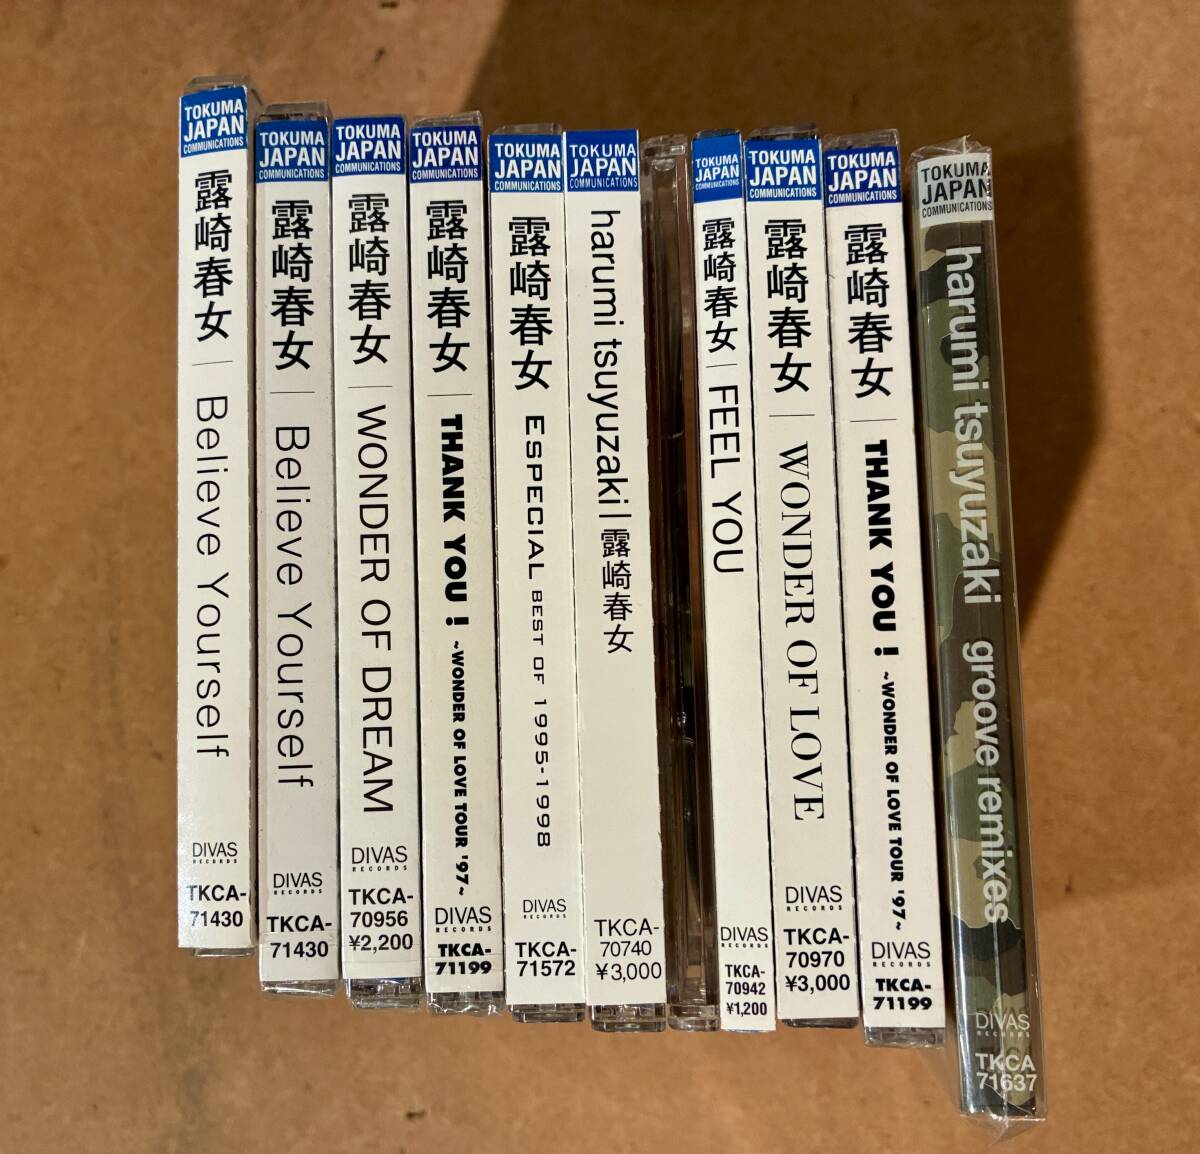 TOKUMA
JAPAN
COMMUNICATIONS
露崎春女
Believe Yourself
DIVAS
RECORDS
TKCA-
71430
TOKUMA
JAPAN
COMMUNICATIONS
露崎春女
Believe Yourself
DIVAS
RECORDS
TKCA-
71430
TOKUMA
JAPAN
COMMUNICATIONS
露崎春女
WONDER OF DREAM
DIVAS
RECORDS
TKCA-
70956
¥2,200
TOKUMA
JAPAN
COMMUNICATIONS
露崎春女
THANK YOU !
~WONDER OF LOVE TOUR '97~
DIVAS
RECORDS
TKCA-
71199
TOKUMA
JAPAN
COMMUNICATIONS
露崎春女
ESPECIAL BEST OF 1995-1998
DIVAS
RECORDS
TKCA-
71572
TOKUMA
JAPAN
COMMUNICATIONS
harumi tsuyuzaki | 露崎春女
TKCA-
70740
¥3,000
TOKUMA
JAPAN
COMMUNICATIONS
露崎春女
FEEL YOU
DIVAS
RECORDS
TKCA-
70942
¥1,200
TOKUMA
JAPAN
COMMUNICATIONS
露崎春女
WONDER OF LOVE
DIVAS
RECORDS
TKCA-
70970
¥3,000
TOKUMA
JAPAN
COMMUNICATIONS
露崎春女
THANK YOU !
~WONDER OF LOVE TOUR '97~
DIVAS
RECORDS
TKCA-
71199
TOKUMA
JAPAN
COMMUNICATIONS
harumi tsuyuzaki groove remixes
DIVAS
RECORDS
TKCA
71637